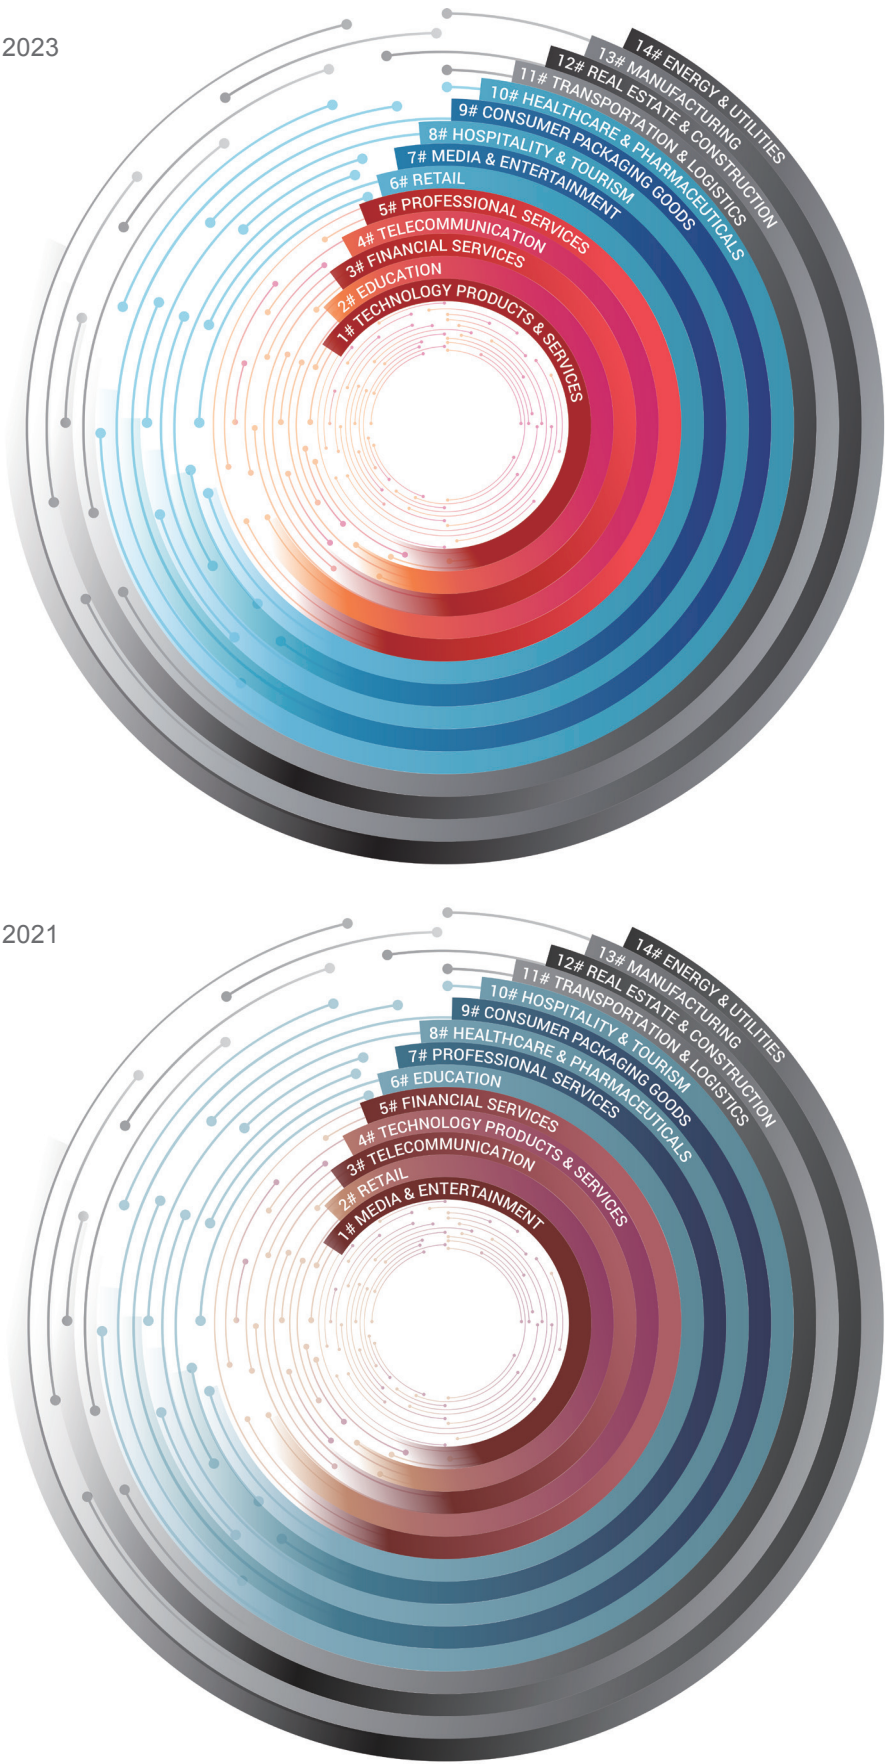 2023
14# ENERGY & UTILITIES
13# MANUFACTURING
12# REAL ESTATE & CONSTRUCTION
11# TRANSPORTATION & LOGISTICS
10# HEALTHCARE & PHARMACEUTICALS
9# CONSUMER PACKAGING GOODS
8# HOSPITALITY & TOURISM
7# MEDIA & ENTERTAINMENT
6# RETAIL
5# PROFESSIONAL SERVICES
4# TELECOMMUNICATION
3# FINANCIAL SERVICES
2# EDUCATION
1# TECHNOLOGY PRODUCTS & SERVICES
2021
14# ENERGY & UTILITIES
13# MANUFACTURING
12# REAL ESTATE & CONSTRUCTION
11# TRANSPORTATION & LOGISTICS
10# HOSPITALITY & TOURISM
9# CONSUMER PACKAGING GOODS
8# HEALTHCARE & PHARMACEUTICALS
7# PROFESSIONAL SERVICES
6# EDUCATION
5# FINANCIAL SERVICES
4# TECHNOLOGY PRODUCTS & SERVICES
3# TELECOMMUNICATION
2# RETAIL
1# MEDIA & ENTERTAINMENT